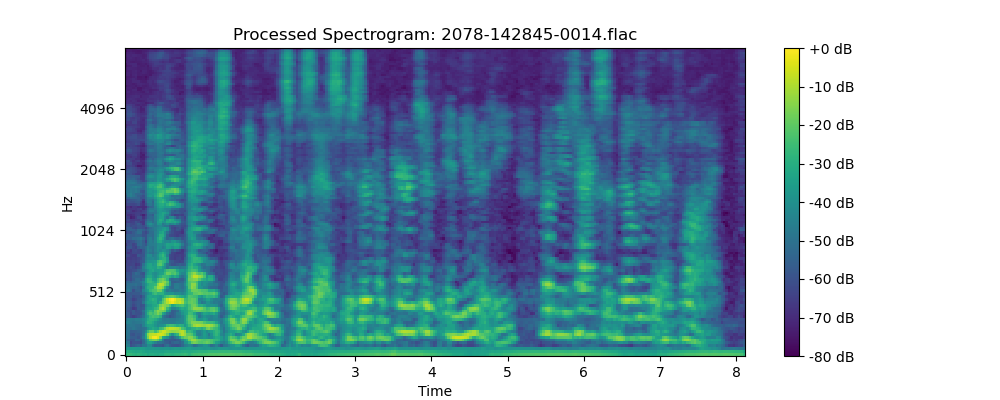 Processed Spectrogram: 2078-142845-0014.flac
Hz
4096
2048
1024
512
0
0 1 2 3 4 5 6 7 8
Time
+0 dB
-10 dB
-20 dB
-30 dB
-40 dB
-50 dB
-60 dB
-70 dB
-80 dB